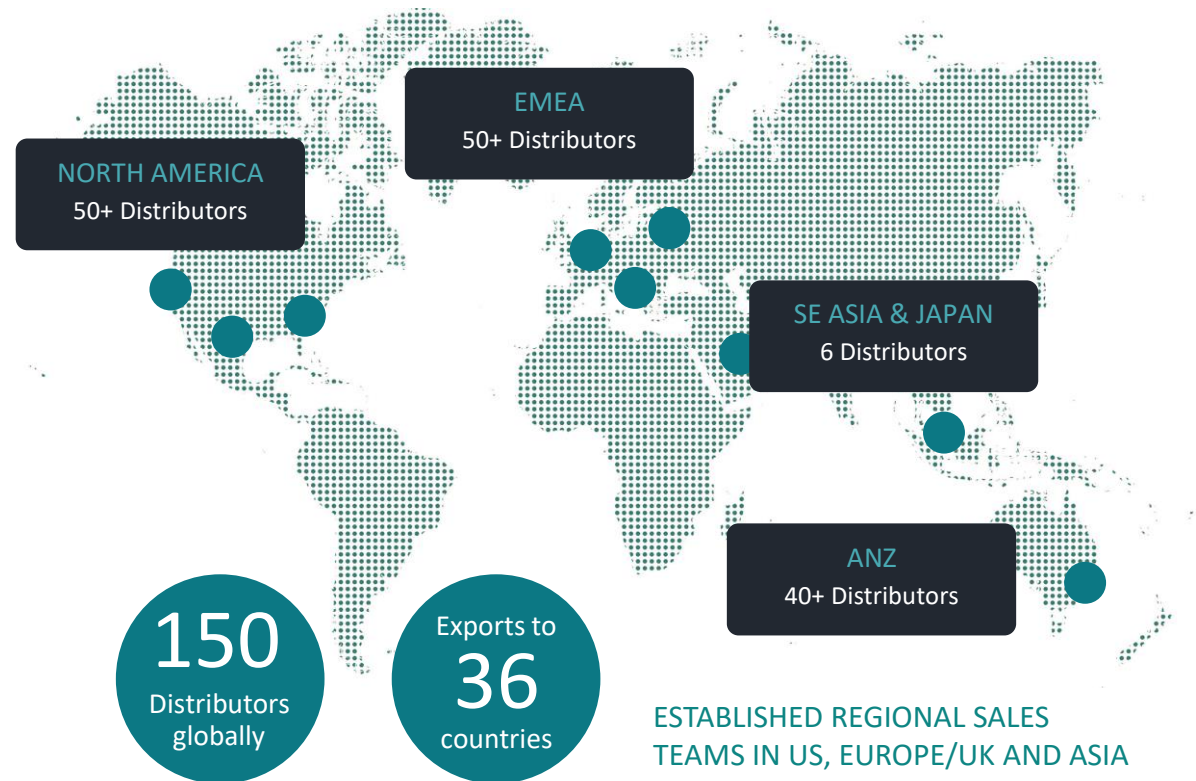 EMEA
50+ Distributors
NORTH AMERICA
50+ Distributors
SE ASIA & JAPAN
6 Distributors
ANZ
40+ Distributors
150
Distributors
globally
Exports to
36
countries
ESTABLISHED REGIONAL SALES
TEAMS IN US, EUROPE/UK AND ASIA